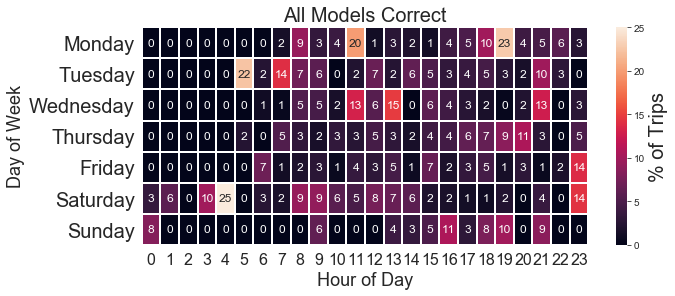 All Models Correct
Day of Week
Monday 0 0 0 0 0 0 0 2 9 3 4 20 1 3 2 1 4 5 10 23 4 5 6 3
Tuesday 0 0 0 0 0 22 2 14 7 6 0 2 7 2 6 5 3 4 5 3 2 10 3 0
Wednesday 0 0 0 0 0 0 1 1 5 5 2 13 6 15 0 6 4 3 2 0 2 13 0 3
Thursday 0 0 0 0 0 2 0 5 3 2 3 3 5 3 2 4 4 6 7 9 11 3 0 5
Friday 0 0 0 0 0 0 7 1 2 3 1 4 3 5 1 7 2 3 5 1 3 1 2 14
Saturday 3 6 0 10 25 0 3 2 9 9 6 5 8 7 6 2 2 1 1 2 0 4 0 14
Sunday 8 0 0 0 0 0 0 0 0 6 0 0 0 4 3 5 11 3 8 10 0 9 0 0
0 1 2 3 4 5 6 7 8 9 10 11 12 13 14 15 16 17 18 19 20 21 22 23
Hour of Day
25
20
15
10
5
0
% of Trips